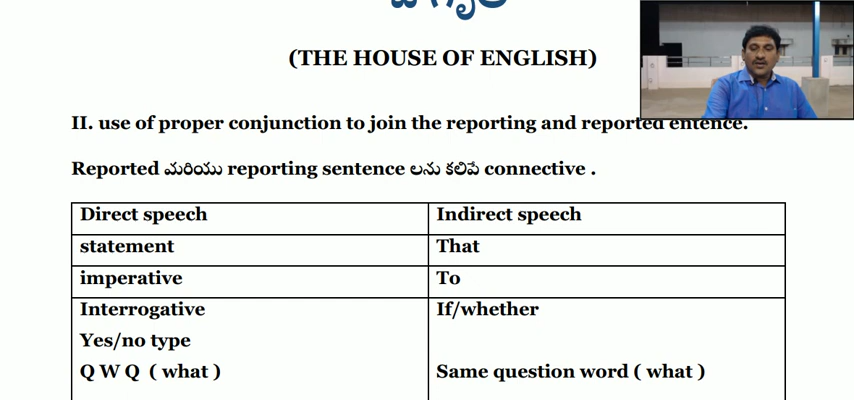 (THE HOUSE OF ENGLISH)
II. use of proper conjunction to join the reporting and reported entence.
Reported మరియు reporting sentence లను కలిపే connective .
Direct speech Indirect speech
statement That
imperative To
Interrogative If/whether
Yes/no type
Q W Q ( what ) Same question word ( what )